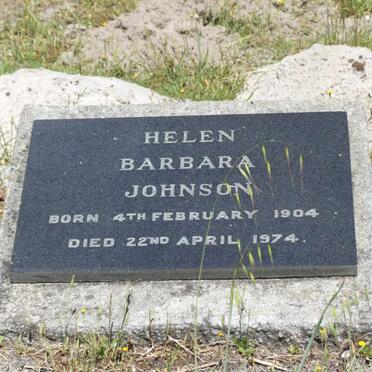 HELEN
BARBARA
JOHNSON
BORN 4TH FEBRUARY 1904
DIED 22ND APRIL 1974.